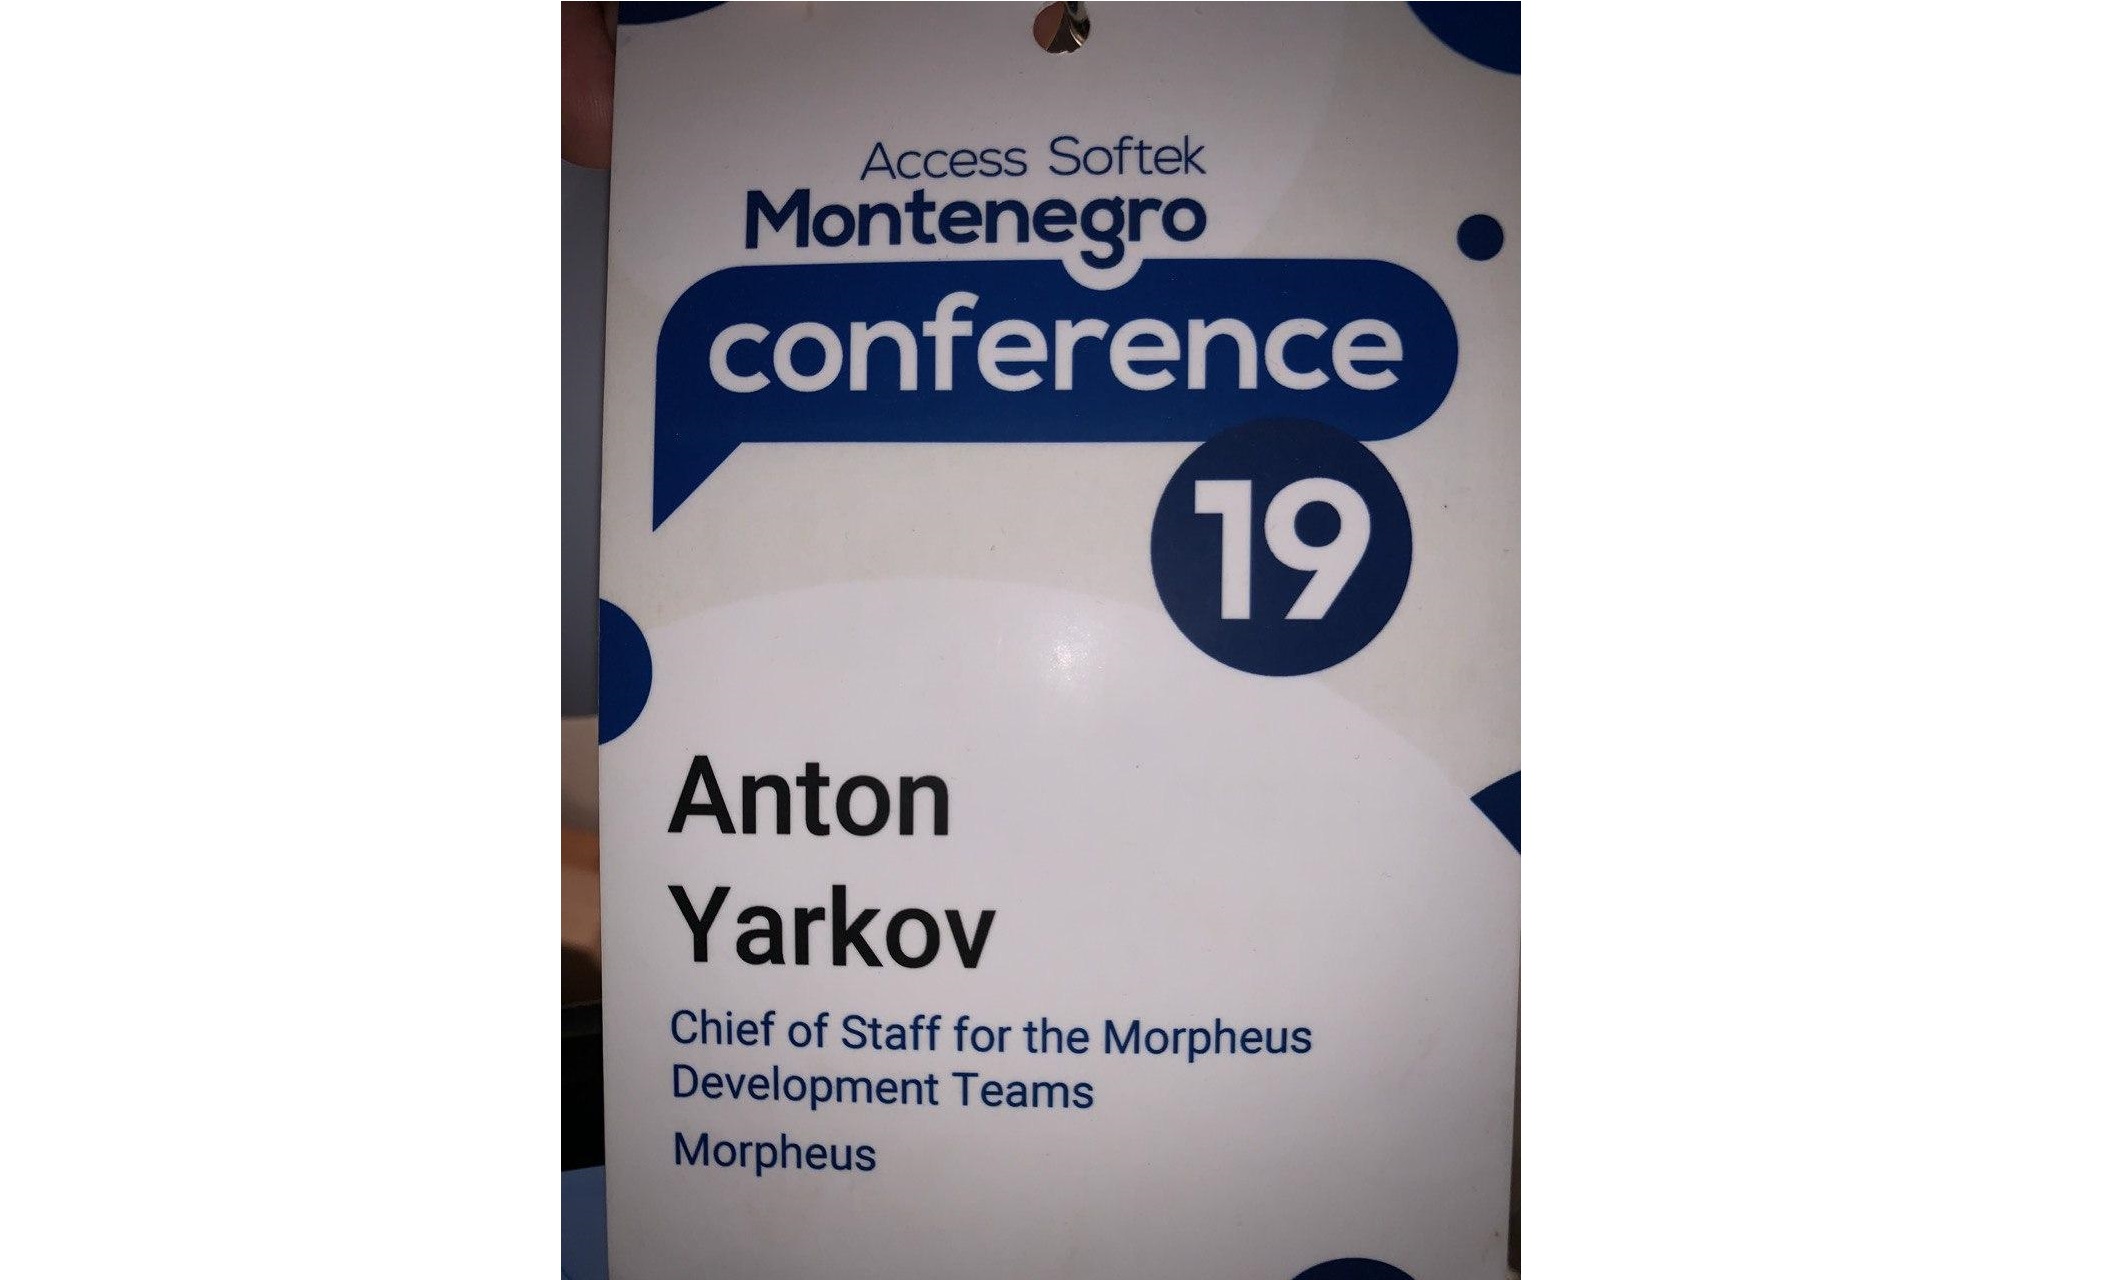 Access Softek
Montenegro
conference
19
Anton
Yarkov
Chief of Staff for the Morpheus
Development Teams
Morpheus